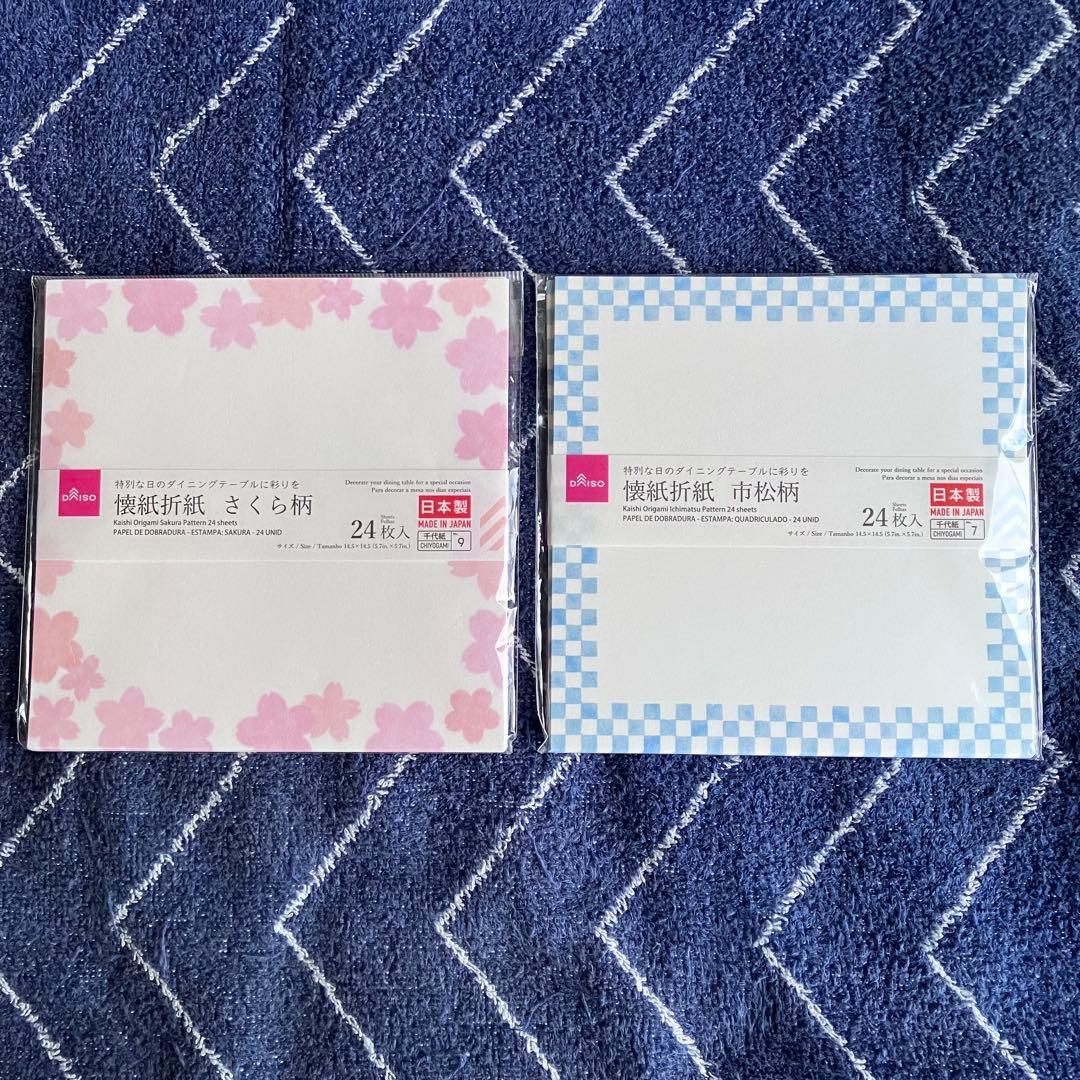 DAISO
特別な日のダイニングテーブルに彩りを
Decorate your dining table for a special occasion
Para decorar a mesa nos dias especiais
懐紙折紙 さくら柄
Kaishi Origami Sakura Pattern 24 sheets
PAPEL DE DOBRADURA - ESTAMPA: SAKURA - 24 UNID
Sheets
Folhas
24枚入
サイズ / Size / Tamanho 14.5×14.5 (5.7in.×5.7in.)
日本製
MADE IN JAPAN
千代紙
CHIYOGAMI
No.
9
DAISO
特別な日のダイニングテーブルに彩りを
Decorate your dining table for a special occasion
Para decorar a mesa nos dias especiais
懐紙折紙 市松柄
Kaishi Origami Ichimatsu Pattern 24 sheets
PAPEL DE DOBRADURA - ESTAMPA: QUADRICULADO - 24 UNID
Sheets
Folhas
24枚入
サイズ / Size / Tamanho 14.5×14.5 (5.7in.×5.7in.)
日本製
MADE IN JAPAN
千代紙
CHIYOGAMI
No.
7